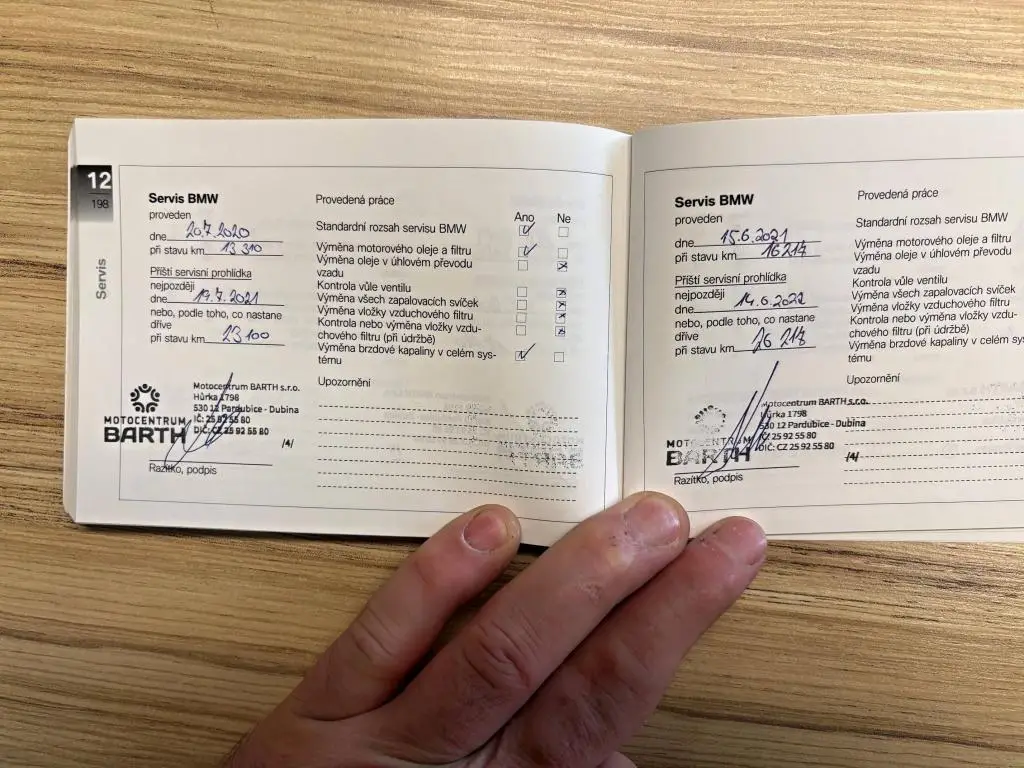 12
198
Servis
Servis BMW
proveden
dne 20.7.2020
při stavu km 13 310
Příští servisní prohlídka
nejpozději
dne 19.7.2021
nebo, podle toho, co nastane
dříve
při stavu km 23 100
MOTOCENTRUM
BARTH
Motocentrum BARTH s.r.o.
Hůrka 1798
530 12 Pardubice - Dubina
IČ: 25 92 55 80
DIČ: CZ 25 92 55 80
/4/
Razítko, podpis
Provedená práce
Ano Ne
Standardní rozsah servisu BMW
Výměna motorového oleje a filtru
Výměna oleje v úhlovém převodu
vzadu
Kontrola vůle ventilu
Výměna všech zapalovacích svíček
Výměna vložky vzduchového filtru
Kontrola nebo výměna vložky vzdu-
chového filtru (při údržbě)
Výměna brzdové kapaliny v celém sys-
tému
Upozornění
Servis BMW
proveden
dne 15.6.2021
při stavu km 16 217
Příští servisní prohlídka
nejpozději
dne 14.6.2022
nebo, podle toho, co nastane
dříve
při stavu km 26 217
MOTOCENTRUM
BARTH
Motocentrum BARTH s.r.o.
Hůrka 1798
530 12 Pardubice - Dubina
IČ: 25 92 55 80
DIČ: CZ 25 92 55 80
/4/
Razítko, podpis
Provedená práce
Standardní rozsah servisu BMW
Výměna motorového oleje a filtru
Výměna oleje v úhlovém převodu
vzadu
Kontrola vůle ventilu
Výměna všech zapalovacích svíček
Výměna vložky vzduchového filtru
Kontrola nebo výměna vložky vzdu-
chového filtru (při údržbě)
Výměna brzdové kapaliny v celém sys
tému
Upozornění